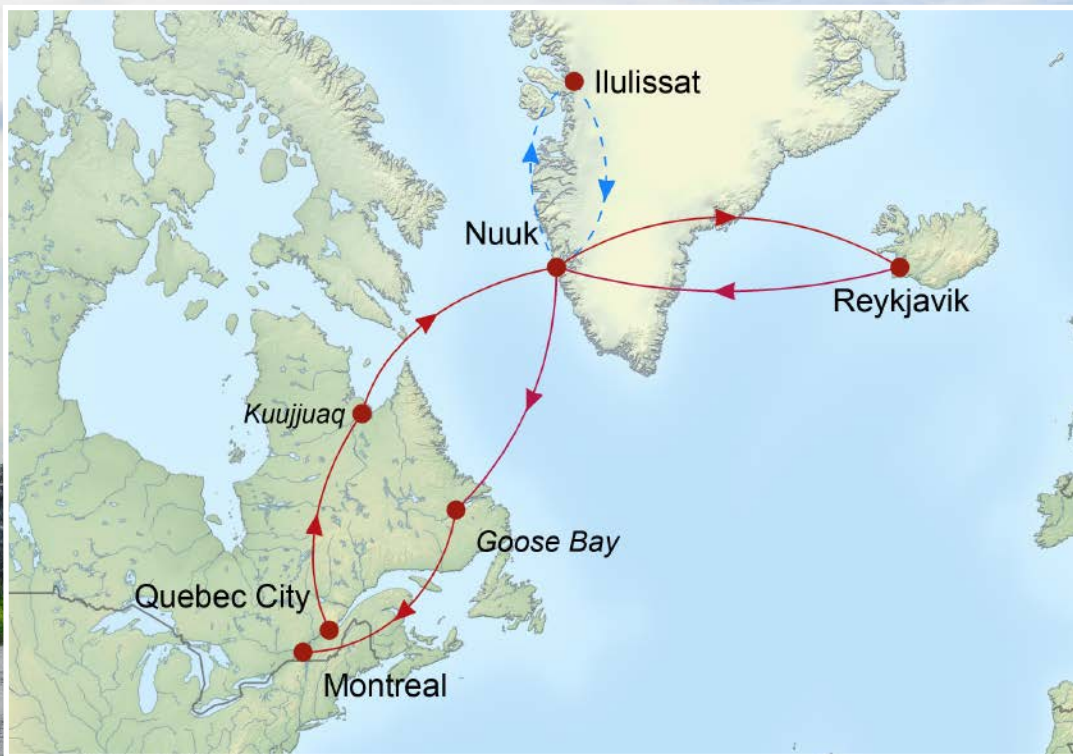 Ilulissat
Nuuk
Reykjavik
Kuujjuaq
Goose Bay
Quebec City
Montreal